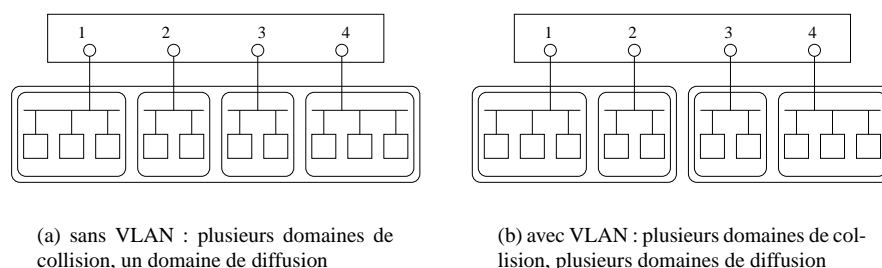 1 2 3 4
1 2 3 4
(a) sans VLAN : plusieurs domaines de
collision, un domaine de diffusion
(b) avec VLAN : plusieurs domaines de col-
lision, plusieurs domaines de diffusion